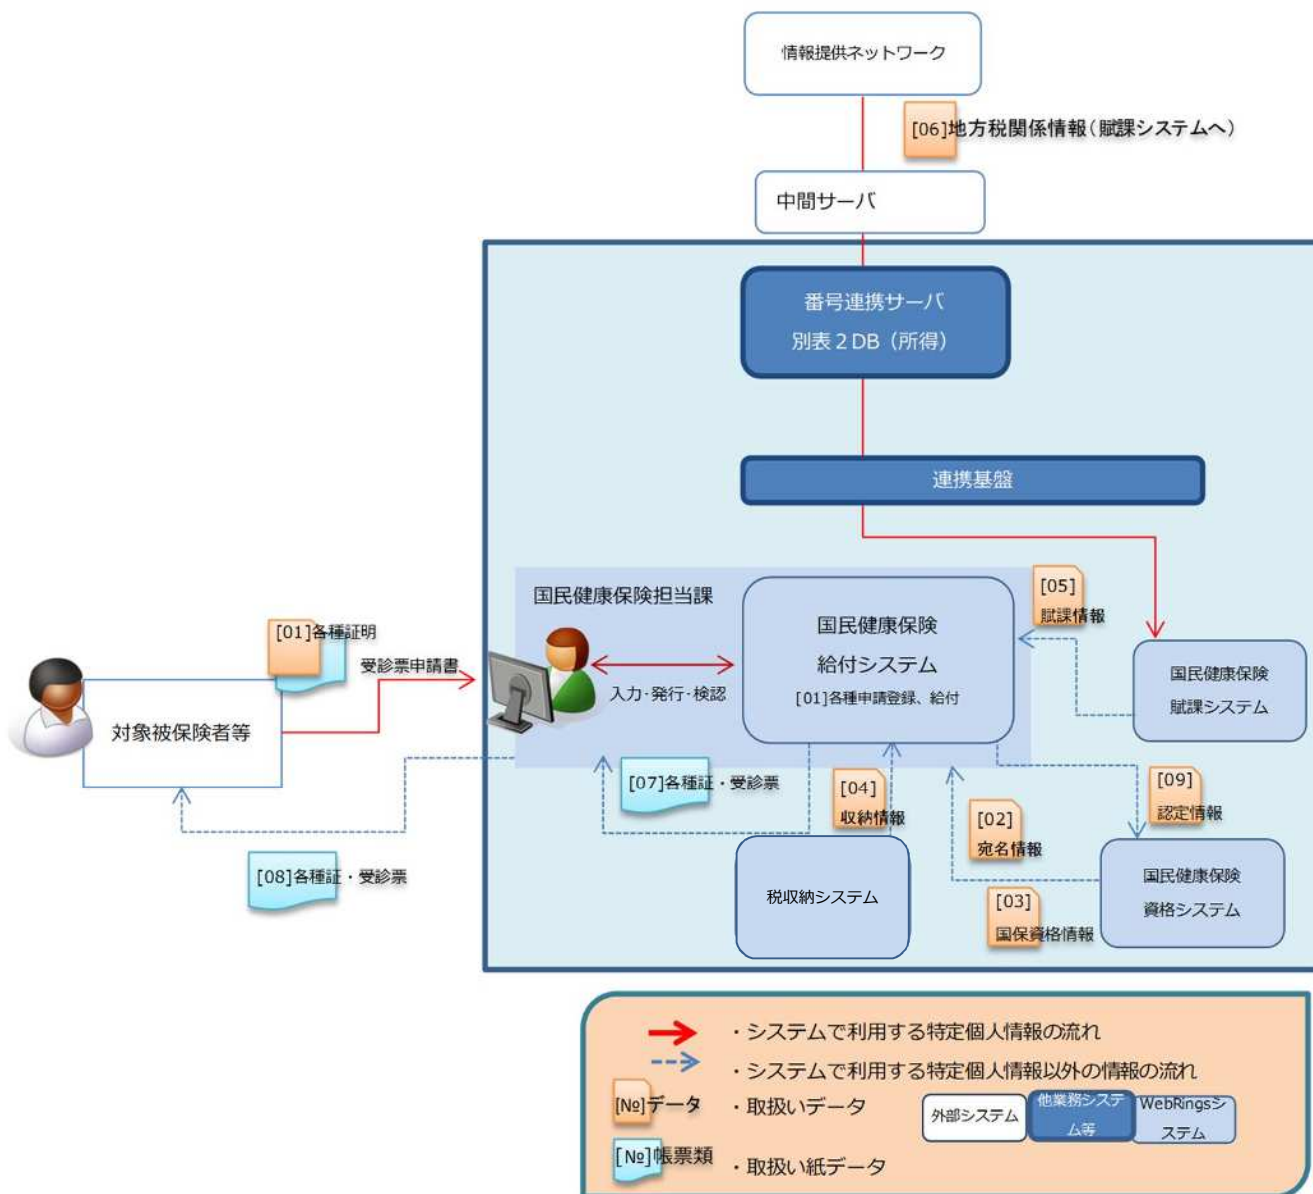 情報提供ネットワーク
[06]地方税関係情報(賦課システムへ)
中間サーバ
番号連携サーバ
別表2DB(所得)
連携基盤
国民健康保険担当課
国民健康保険
給付システム
[01]各種申請登録、給付
入力・発行・検認
[05]
賦課情報
国民健康保険
賦課システム
[01]各種証明
受診票申請書
対象被保険者等
[07]各種証・受診票
[04]
収納情報
[02]
宛名情報
[09]
認定情報
[08]各種証・受診票
税収納システム
[03]
国保資格情報
国民健康保険
資格システム
・システムで利用する特定個人情報の流れ
・システムで利用する特定個人情報以外の情報の流れ
[№]データ
・取扱いデータ
外部システム
他業務システ
ム等
WebRingsシ
ステム
[№]帳票類
・取扱い紙データ